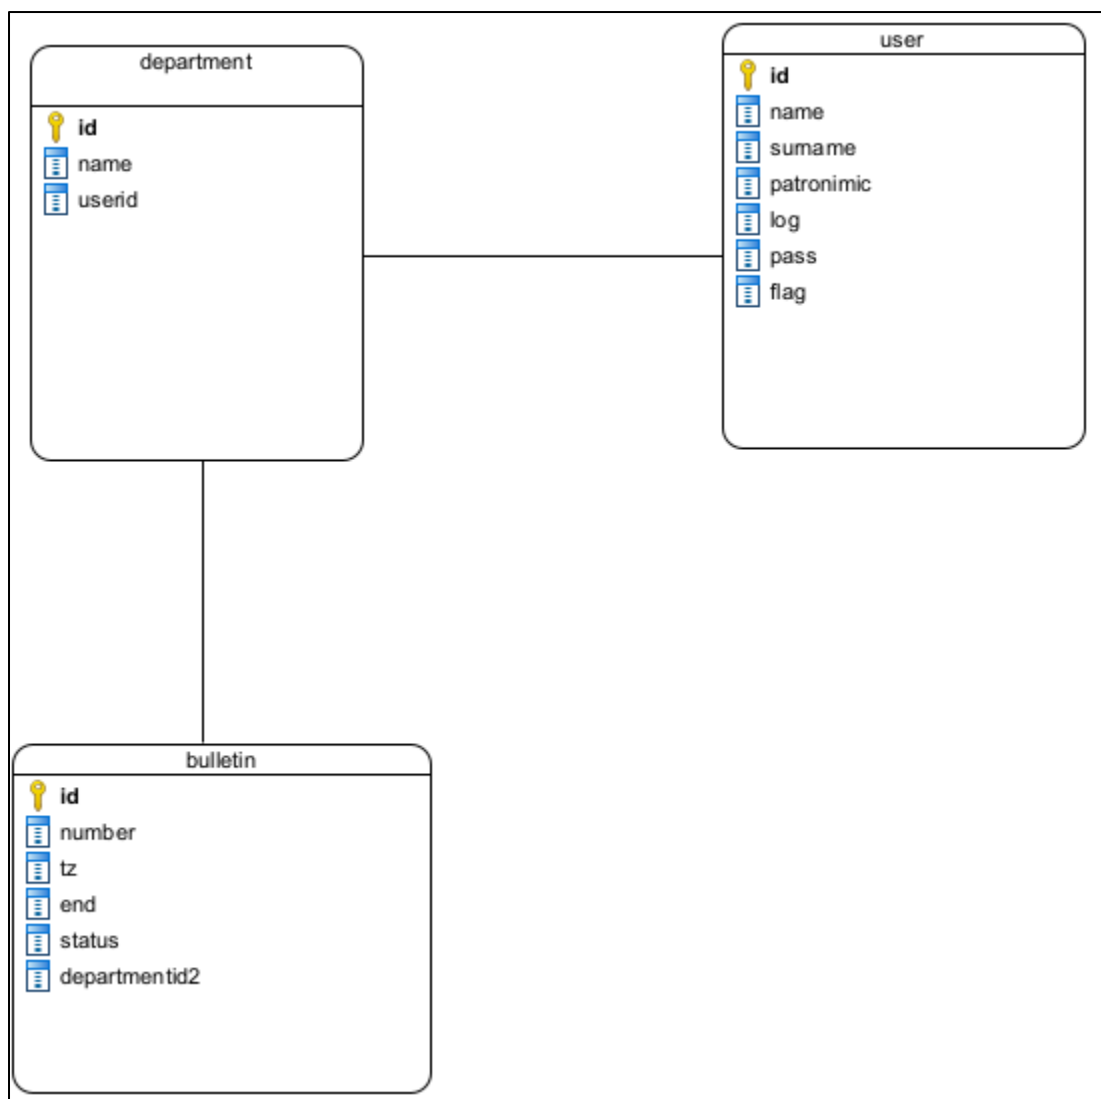 department
id
name
userid
user
id
name
surname
patronimic
log
pass
flag
bulletin
id
number
tz
end
status
departmentid2